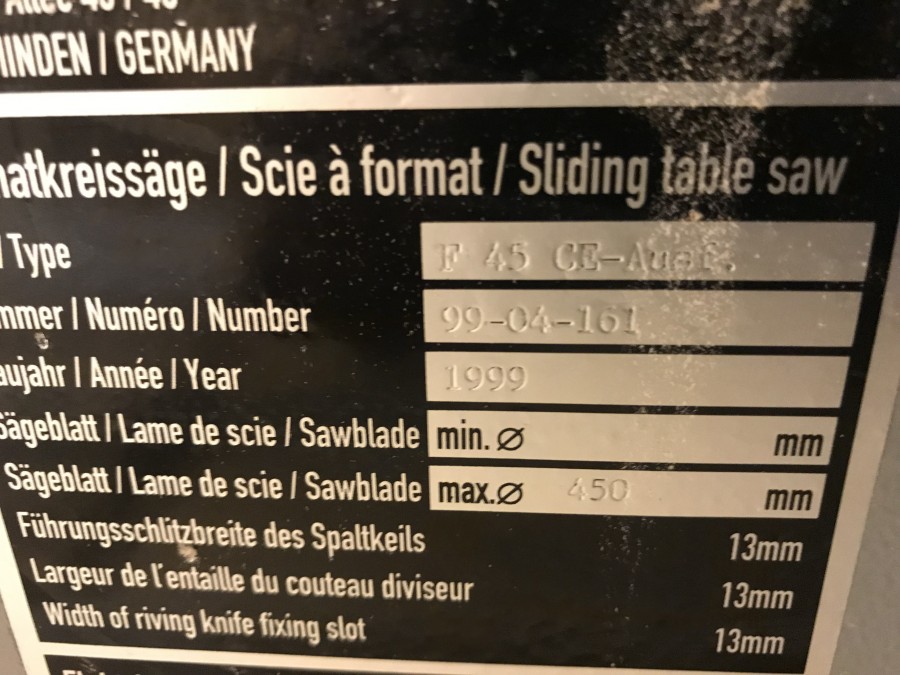 MINDEN / GERMANY
matkreissäge / Scie à format / Sliding table saw
/ Type F 45 CE-Ausf.
mmer / Numéro / Number 99-04-161
aujahr / Année / Year 1999
Sägeblatt / Lame de scie / Sawblade min. Ø mm
Sägeblatt / Lame de scie / Sawblade max. Ø 450 mm
Führungsschlitzbreite des Spaltkeils 13mm
Largeur de l'entaille du couteau diviseur 13mm
Width of riving knife fixing slot 13mm